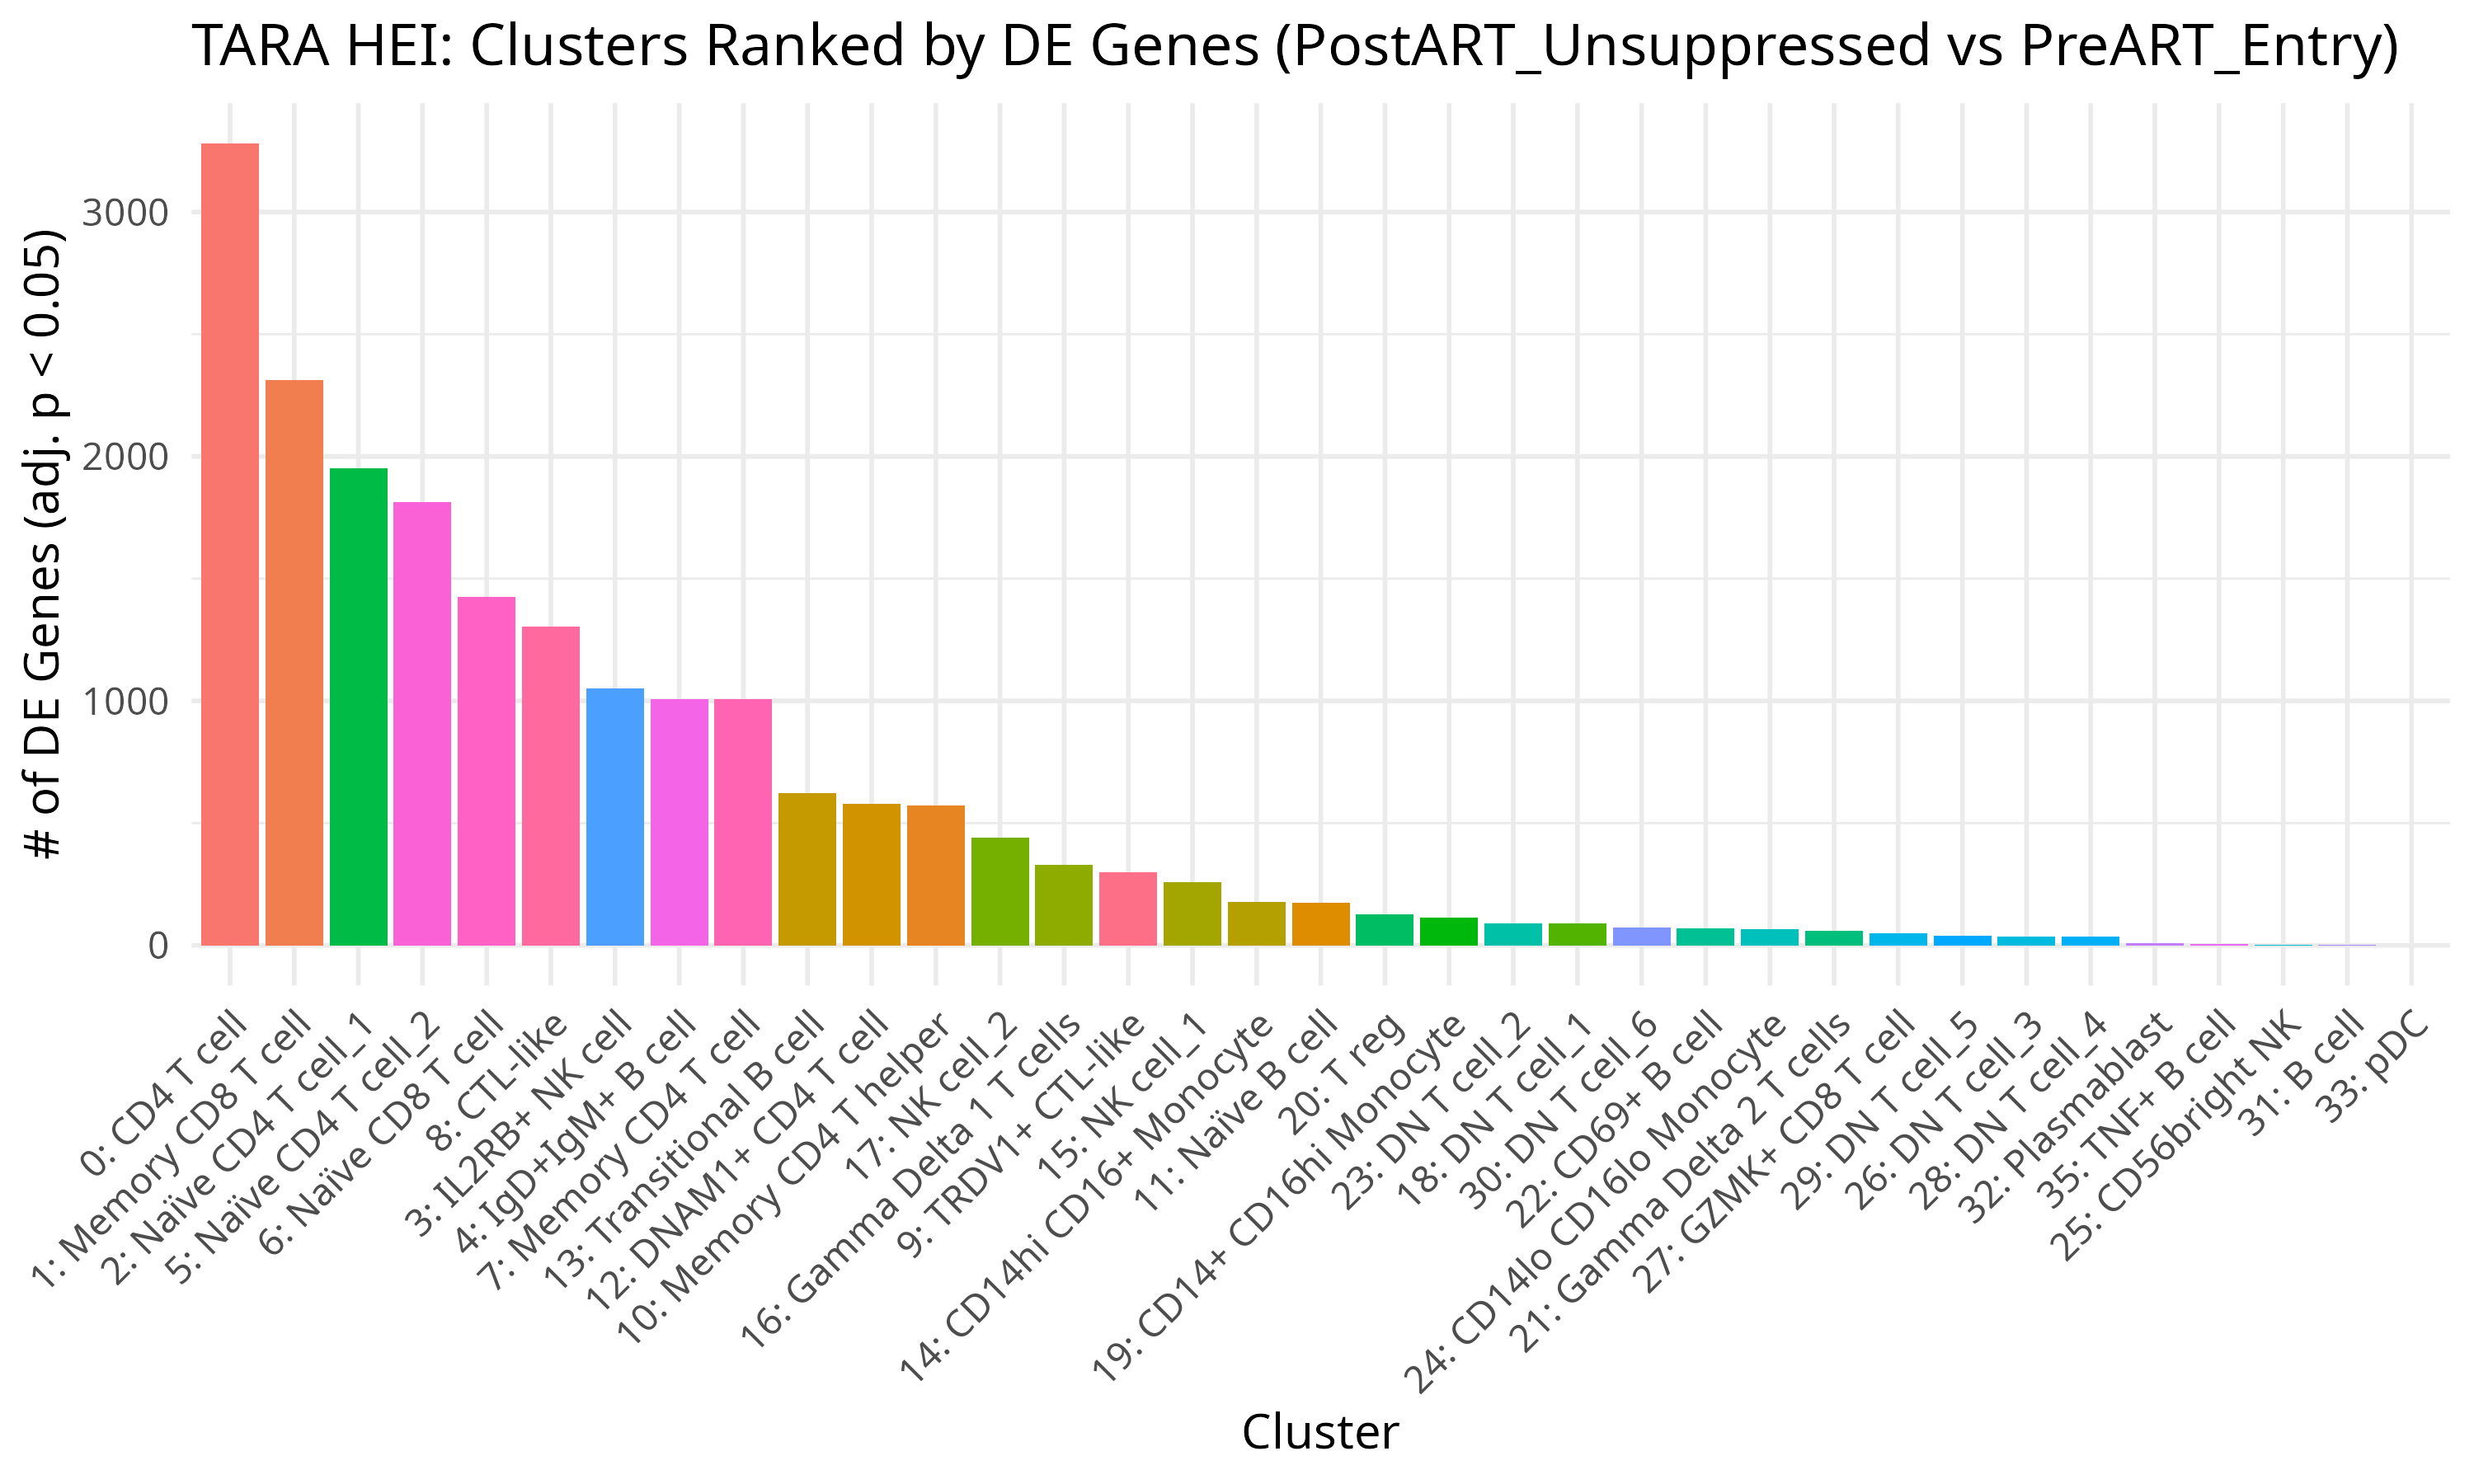 TARA HEI: Clusters Ranked by DE Genes (PostART_Unsuppressed vs PreART_Entry)
# of DE Genes (adj. p < 0.05)
3000
2000
1000
0
0: CD4 T cell
1: Memory CD8 T cell
2: Naïve CD4 T cell_1
5: Naïve CD4 T cell_2
6: Naïve CD8 T cell
8: CTL-like
3: IL2RB+ NK cell
4: IgD+IgM+ B cell
7: Memory CD4 T cell
13: Transitional B cell
12: DNAM1+ CD4 T cell
10: Memory CD4 T helper
17: NK cell_2
16: Gamma Delta 1 T cells
9: TRDV1+ CTL-like
15: NK cell_1
14: CD14hi CD16+ Monocyte
11: Naïve B cell
20: T reg
19: CD14+ CD16hi Monocyte
23: DN T cell_2
18: DN T cell_1
30: DN T cell_6
22: CD69+ B cell
24: CD14lo CD16lo Monocyte
21: Gamma Delta 2 T cells
27: GZMK+ CD8 T cell
29: DN T cell_5
26: DN T cell_3
28: DN T cell_4
32: Plasmablast
35: TNF+ B cell
25: CD56bright NK
31: B cell
33: pDC
Cluster